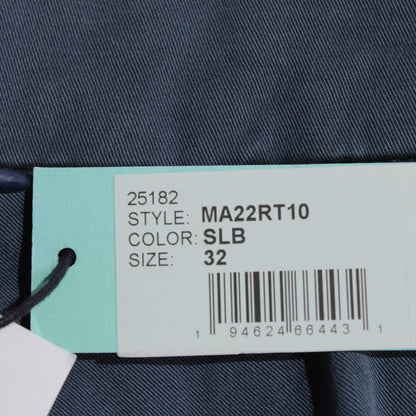 25182
STYLE: MA22RT10
COLOR: SLB
SIZE: 32
1 94624 66443 1